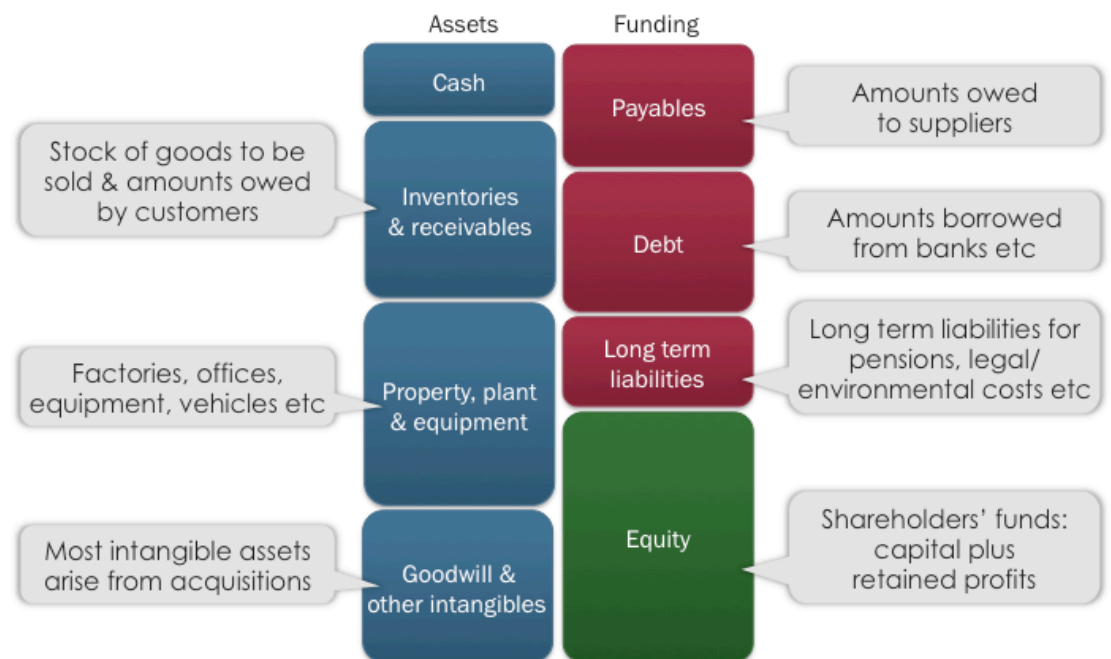 Assets
Funding
Cash
Payables
Amounts owed
to suppliers
Stock of goods to be
sold & amounts owed
by customers
Inventories
& receivables
Debt
Amounts borrowed
from banks etc
Factories, offices,
equipment, vehicles etc
Property, plant
& equipment
Long term
liabilities
Long term liabilities for
pensions, legal/
environmental costs etc
Most intangible assets
arise from acquisitions
Goodwill &
other intangibles
Equity
Shareholders’ funds:
capital plus
retained profits